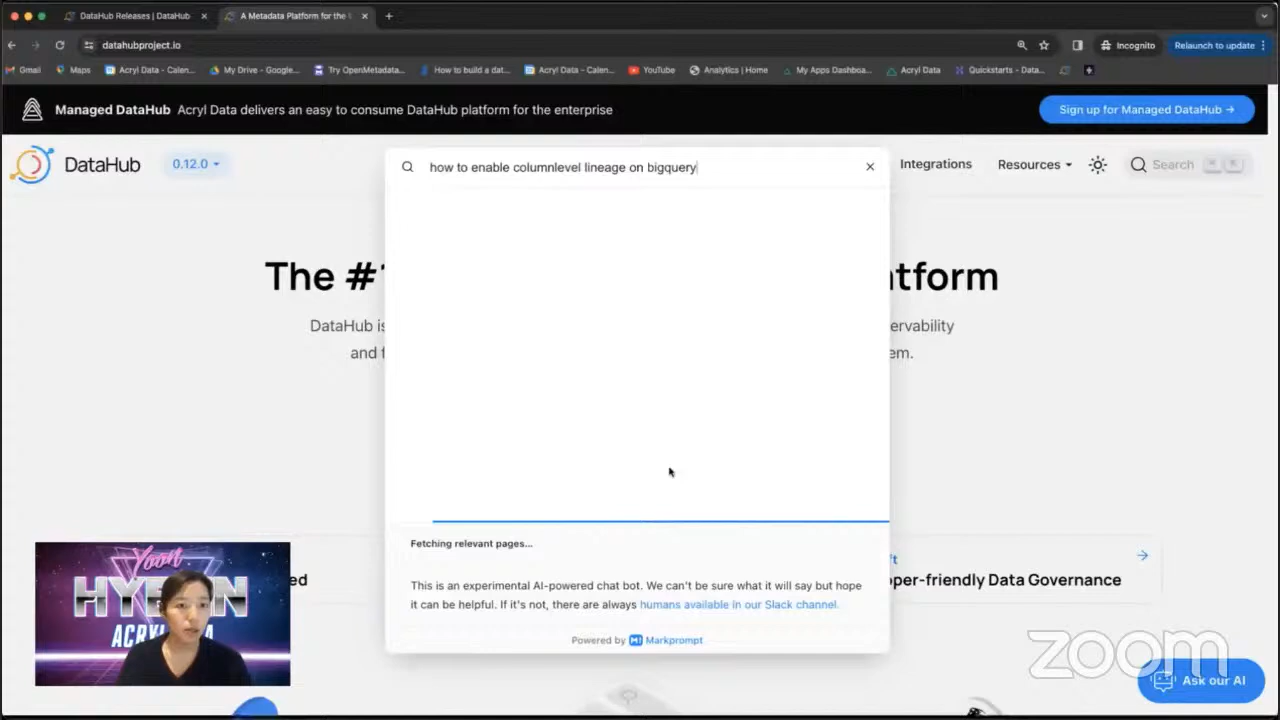 DataHub Releases | DataHub
A Metadata Platform for the
datahubproject.io
Incognito
Relaunch to update
Gmail
Maps
Acryl Data - Calen...
My Drive - Google...
Try OpenMetadata...
How to build a dat...
Acryl Data - Calen...
YouTube
Analytics | Home
My Apps Dashboa...
Acryl Data
Quickstarts - Data...
Managed DataHub Acryl Data delivers an easy to consume DataHub platform for the enterprise
Sign up for Managed DataHub →
DataHub
0.12.0
how to enable columnlevel lineage on bigquery
Integrations
Resources
Search
The #
tform
DataHub is
ervability
and
em.
Fetching relevant pages...
This is an experimental AI-powered chat bot. We can't be sure what it will say but hope
it can be helpful. If it's not, there are always humans available in our Slack channel.
Powered by Markprompt
ed
ft
per-friendly Data Governance
Yoon
HY
N
ACRYL
A
zoom
Ask our AI